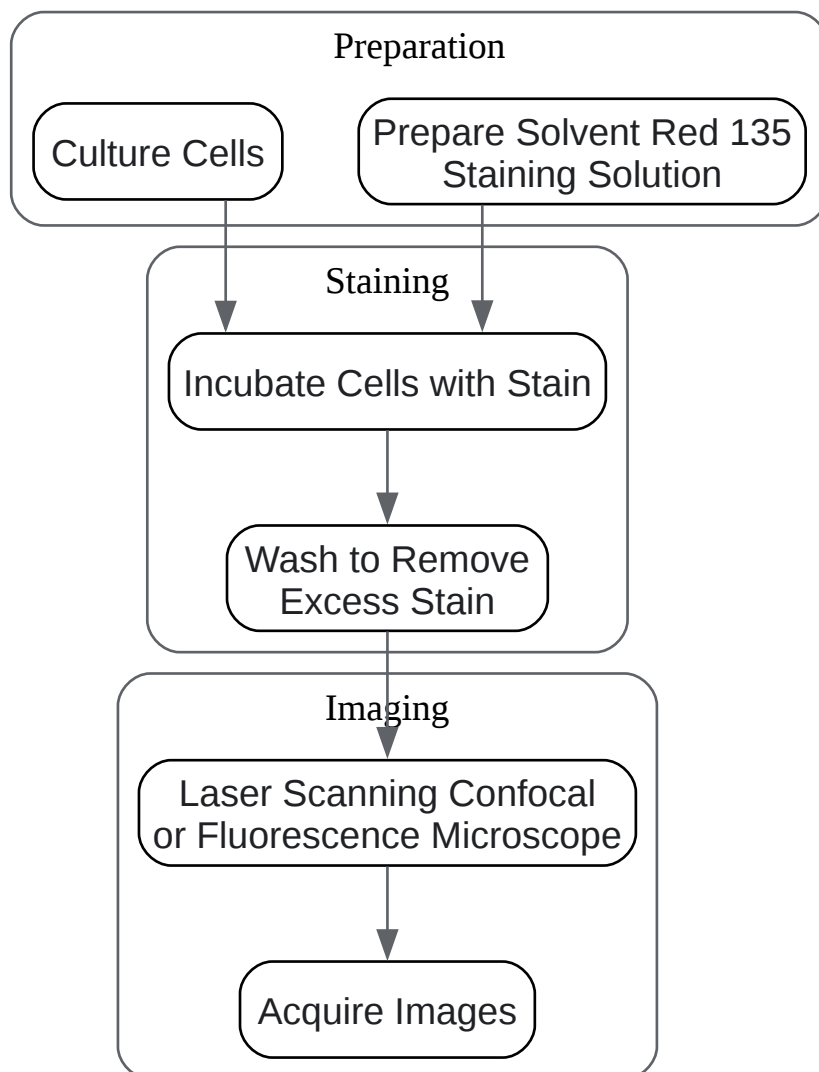 Preparation
Culture Cells
Prepare Solvent Red 135
Staining Solution
Staining
Incubate Cells with Stain
Wash to Remove
Excess Stain
Imaging
Laser Scanning Confocal
or Fluorescence Microscope
Acquire Images